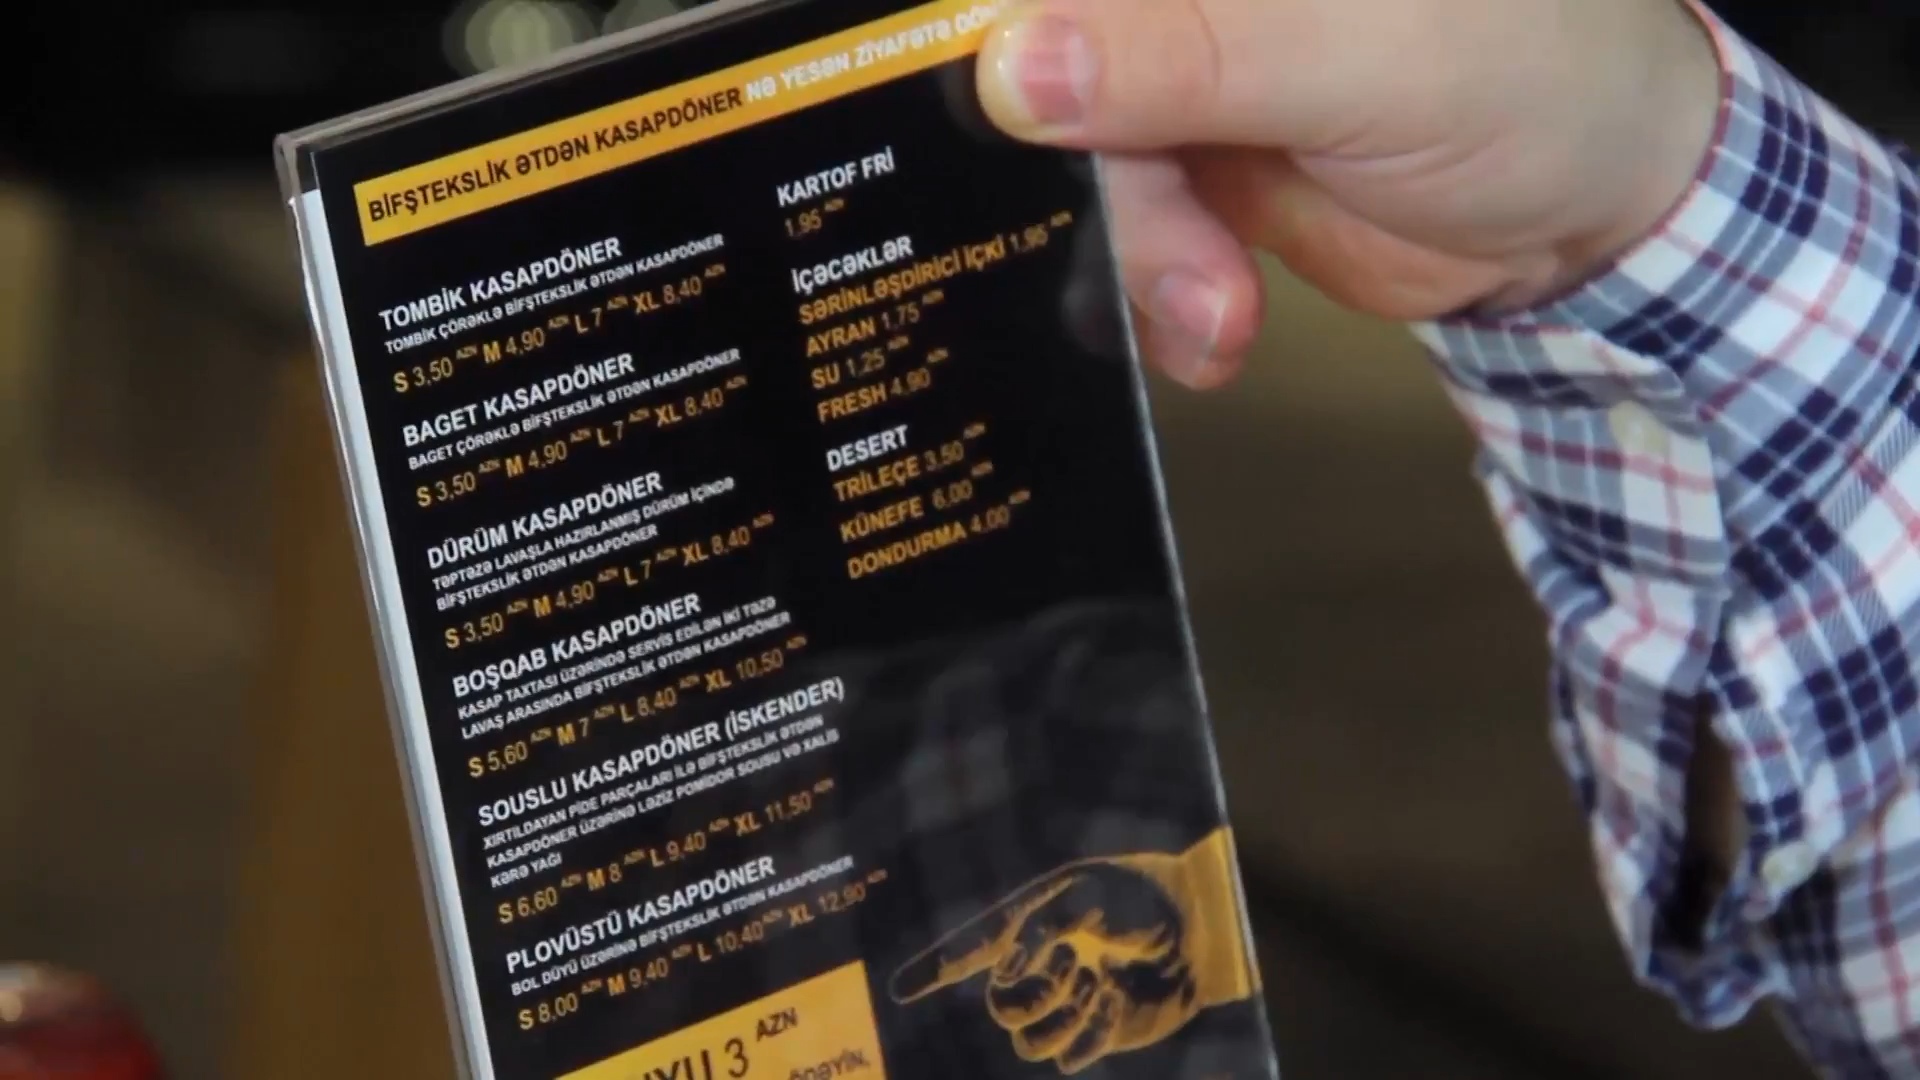 BİFŞTEKSLİK ƏTDƏN KASAPDÖNER NƏ YESƏN ZİYAFƏTƏ
TOMBİK KASAPDÖNER
TOMBİK ÇÖRƏKLƏ BİFŞTEKSLİK ƏTDƏN KASAPDÖNER
S 3,50 AZN M 4,90 AZN L 7 AZN XL 8,40 AZN
BAGET KASAPDÖNER
BAGET ÇÖRƏKLƏ BİFŞTEKSLİK ƏTDƏN KASAPDÖNER
S 3,50 AZN M 4,90 AZN L 7 AZN XL 8,40 AZN
DÜRÜM KASAPDÖNER
TƏPTƏZƏ LAVAŞLA HAZIRLANMIŞ DÜRÜM İÇİNDƏ
BİFŞTEKSLİK ƏTDƏN KASAPDÖNER
S 3,50 AZN M 4,90 AZN L 7 AZN XL 8,40 AZN
BOŞQAB KASAPDÖNER
KASAP TAXTASI ÜZƏRİNDƏ SERVİS EDİLƏN İKİ TƏZƏ
LAVAŞ ARASINDA BİFŞTEKSLİK ƏTDƏN KASAPDÖNER
S 5,60 AZN M 7 AZN L 8,40 AZN XL 10,50 AZN
SOUSLU KASAPDÖNER (İSKENDER)
XIRTILDAYAN PİDE PARÇALARI İLƏ BİFŞTEKSLİK ƏTDƏN
KASAPDÖNER ÜZƏRİNƏ LƏZİZ POMİDOR SOUSU VƏ XALİS
KƏRƏ YAĞI
S 6,60 AZN M 8 AZN L 9,40 AZN XL 11,50 AZN
PLOVÜSTÜ KASAPDÖNER
BOL DÜYÜ ÜZƏRİNƏ BİFŞTEKSLİK ƏTDƏN KASAPDÖNER
S 8,00 AZN M 9,40 AZN L 10,40 AZN XL 12,90 AZN
3 AZN
ÖDƏYİN,
KARTOF FRİ
1,95 AZN
İÇƏCƏKLƏR
SƏRİNLƏŞDİRİCİ İÇKİ 1,95 AZN
AYRAN 1,75 AZN
SU 1,25 AZN
FRESH 4,90 AZN
DESERT
TRİLEÇE 3,50 AZN
KÜNEFE 6,00 AZN
DONDURMA 4,00 AZN